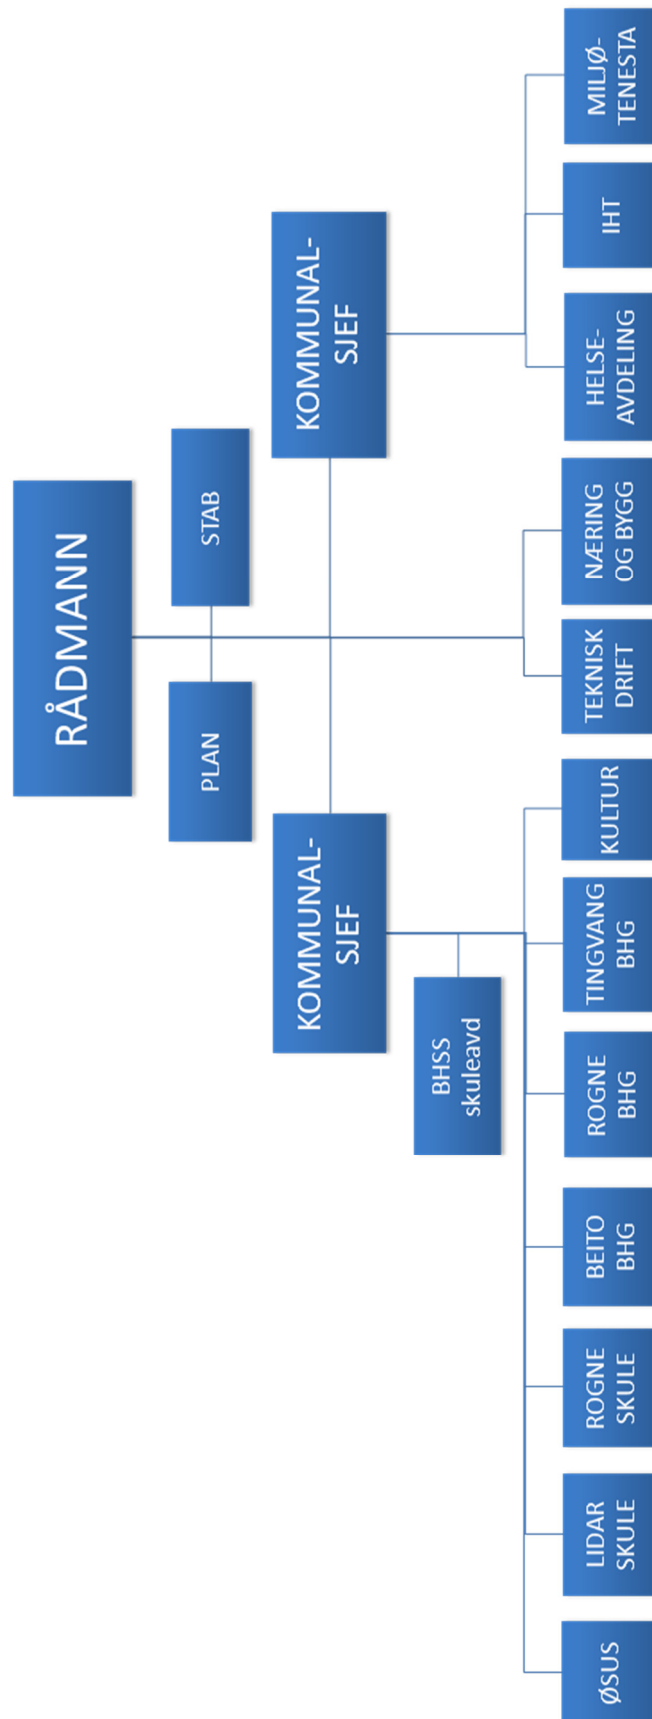 RÅDMANN
PLAN
STAB
KOMMUNAL-
SJEF
KOMMUNAL-
SJEF
BHSS
skuleavd
ØSUS
LIDAR
SKULE
ROGNE
SKULE
BEITO
BHG
ROGNE
BHG
TINGVANG
BHG
KULTUR
TEKNISK
DRIFT
NÆRING
OG BYGG
HELSE-
AVDELING
IHT
MILJØ-
TENESTA